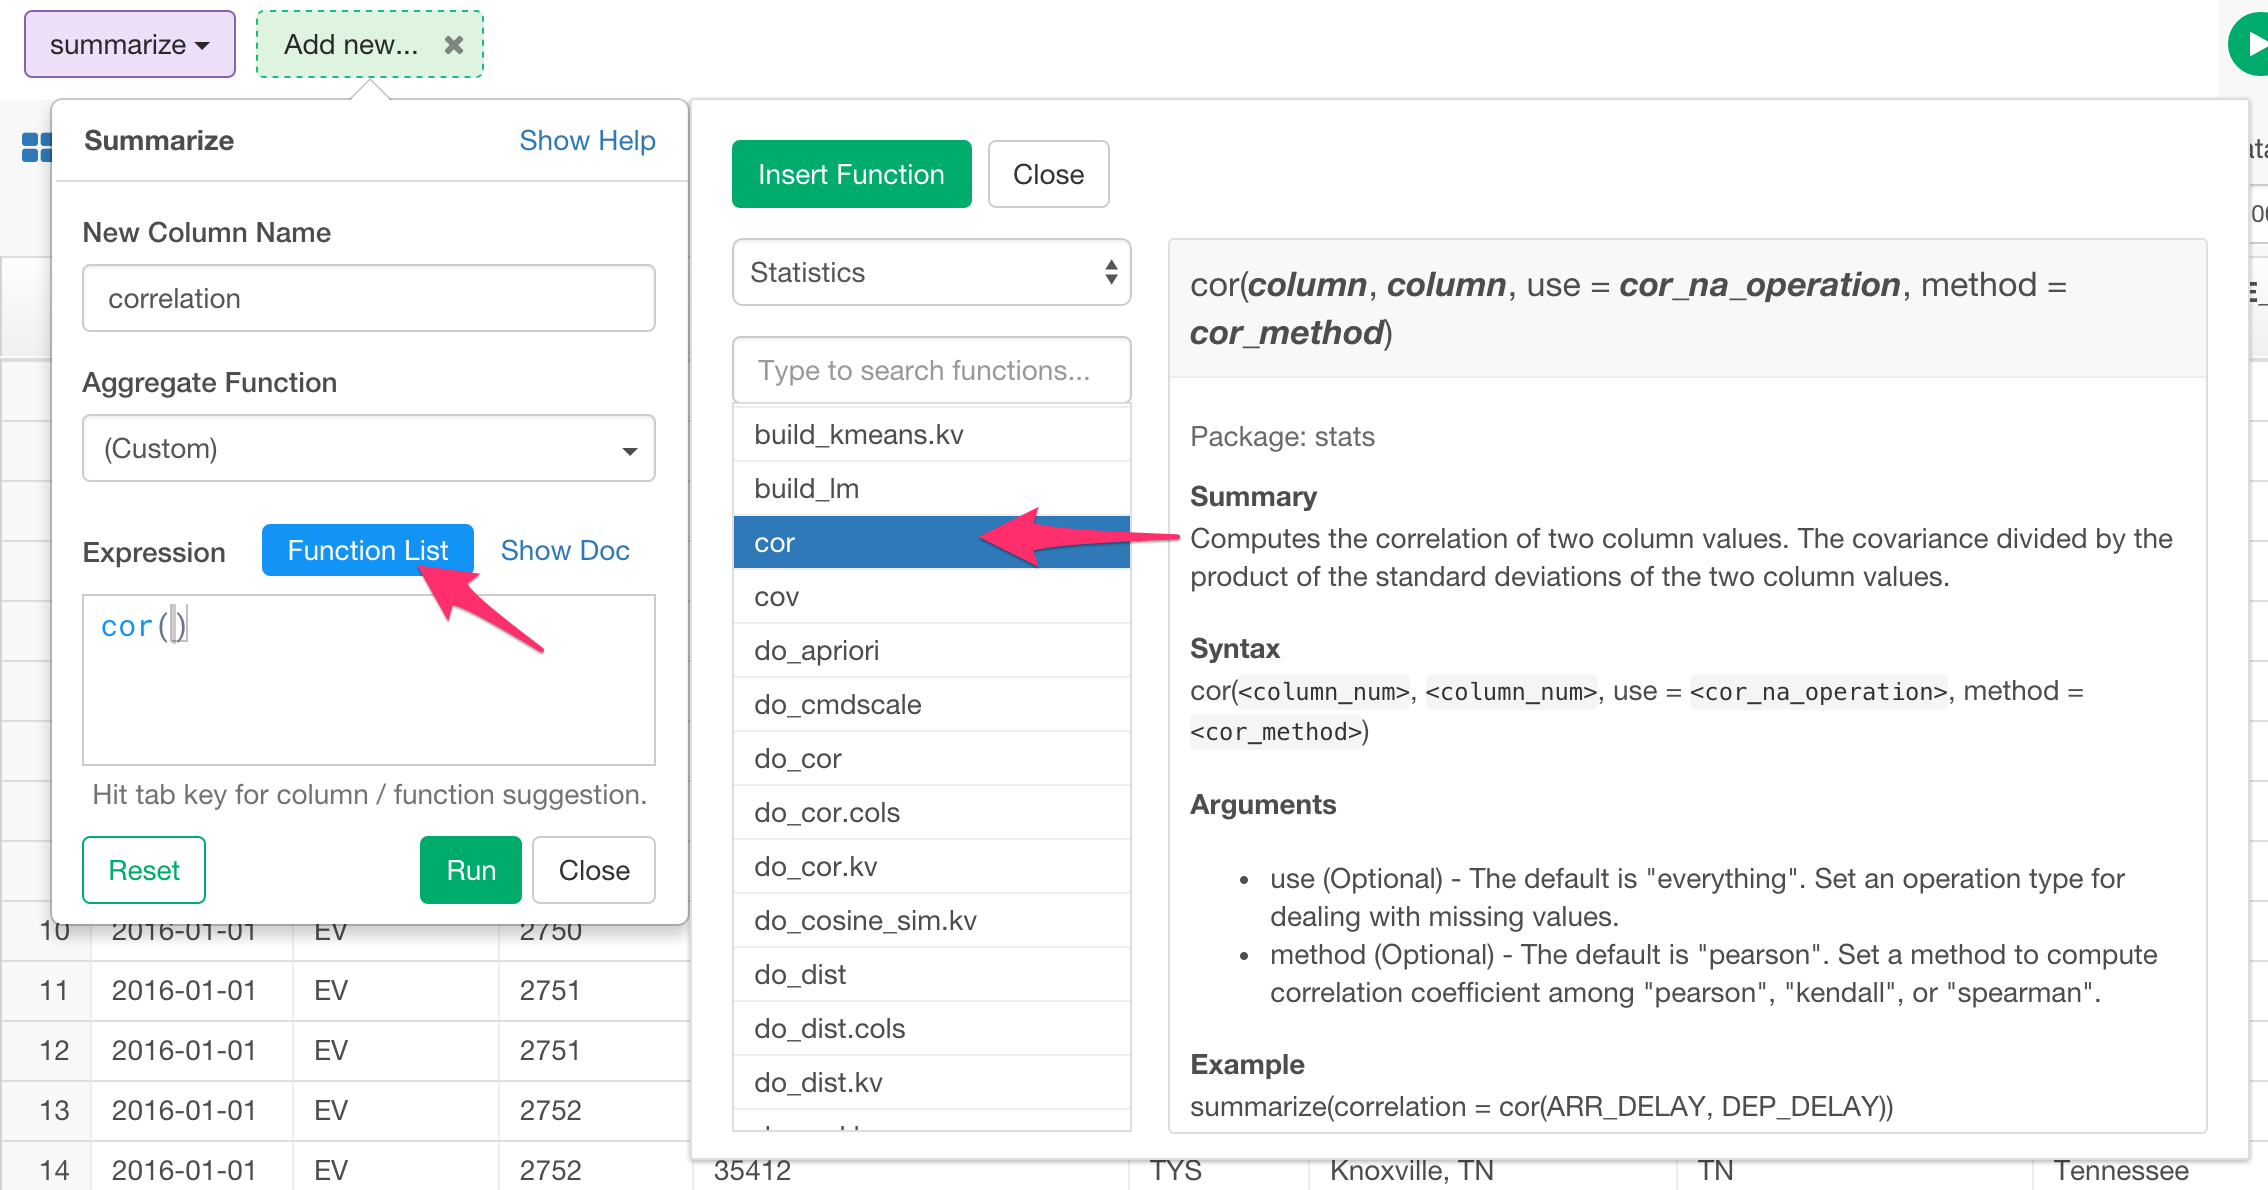 summarize
Add new...
Summarize
Show Help
New Column Name
correlation
Aggregate Function
(Custom)
Expression
Function List
Show Doc
cor()
Hit tab key for column / function suggestion.
Reset
Run
Close
Insert Function
Close
Statistics
Type to search functions...
build_kmeans.kv
build_lm
cor
cov
do_apriori
do_cmdscale
do_cor
do_cor.cols
do_cor.kv
do_cosine_sim.kv
do_dist
do_dist.cols
do_dist.kv
cor(column, column, use = cor_na_operation, method =
cor_method)
Package: stats
Summary
Computes the correlation of two column values. The covariance divided by the
product of the standard deviations of the two column values.
Syntax
cor(<column_num>, <column_num>, use = <cor_na_operation>, method =
<cor_method>)
Arguments
• use (Optional) - The default is "everything". Set an operation type for
dealing with missing values.
• method (Optional) - The default is "pearson". Set a method to compute
correlation coefficient among "pearson", "kendall", or "spearman".
Example
summarize(correlation = cor(ARR_DELAY, DEP_DELAY))
10 2016-01-01 EV 2750
11 2016-01-01 EV 2751
12 2016-01-01 EV 2751
13 2016-01-01 EV 2752
14 2016-01-01 EV 2752 35412 TYS Knoxville, TN TN Tennessee